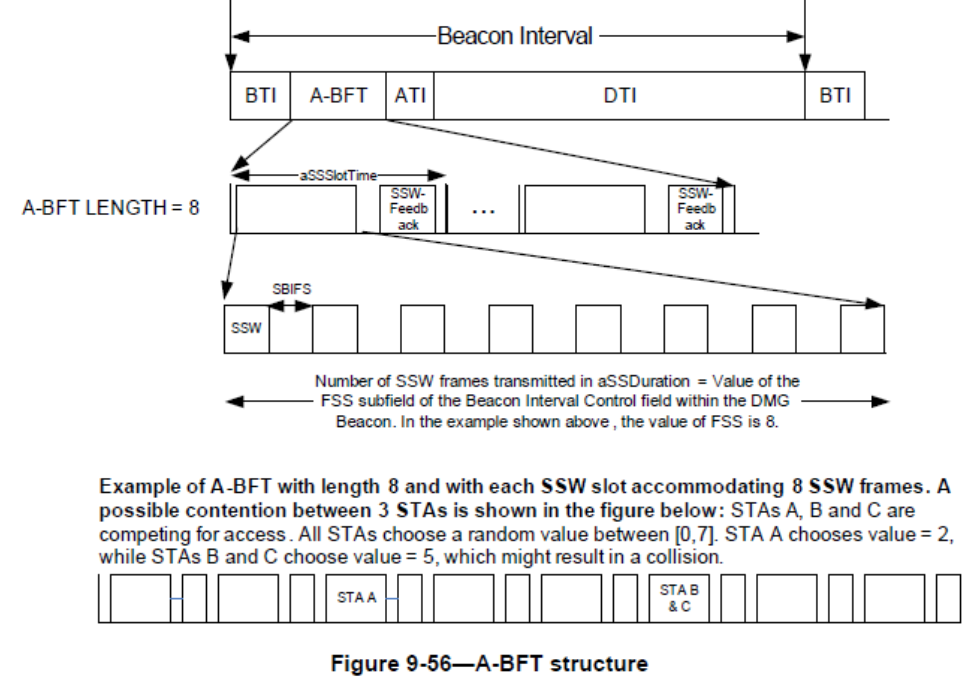 Beacon Interval
BTI A-BFT ATI DTI BTI
aSSSlotTime
A-BFT LENGTH = 8
SSW-
Feedb
ack
...
SSW-
Feedb
ack
SBIFS
SSW
Number of SSW frames transmitted in aSSDuration = Value of the
FSS subfield of the Beacon Interval Control field within the DMG
Beacon. In the example shown above, the value of FSS is 8.
Example of A-BFT with length 8 and with each SSW slot accommodating 8 SSW frames. A
possible contention between 3 STAs is shown in the figure below: STAs A, B and C are
competing for access. All STAs choose a random value between [0,7]. STA A chooses value = 2,
while STAs B and C choose value = 5, which might result in a collision.
STA A
STA B
& C
Figure 9-56—A-BFT structure